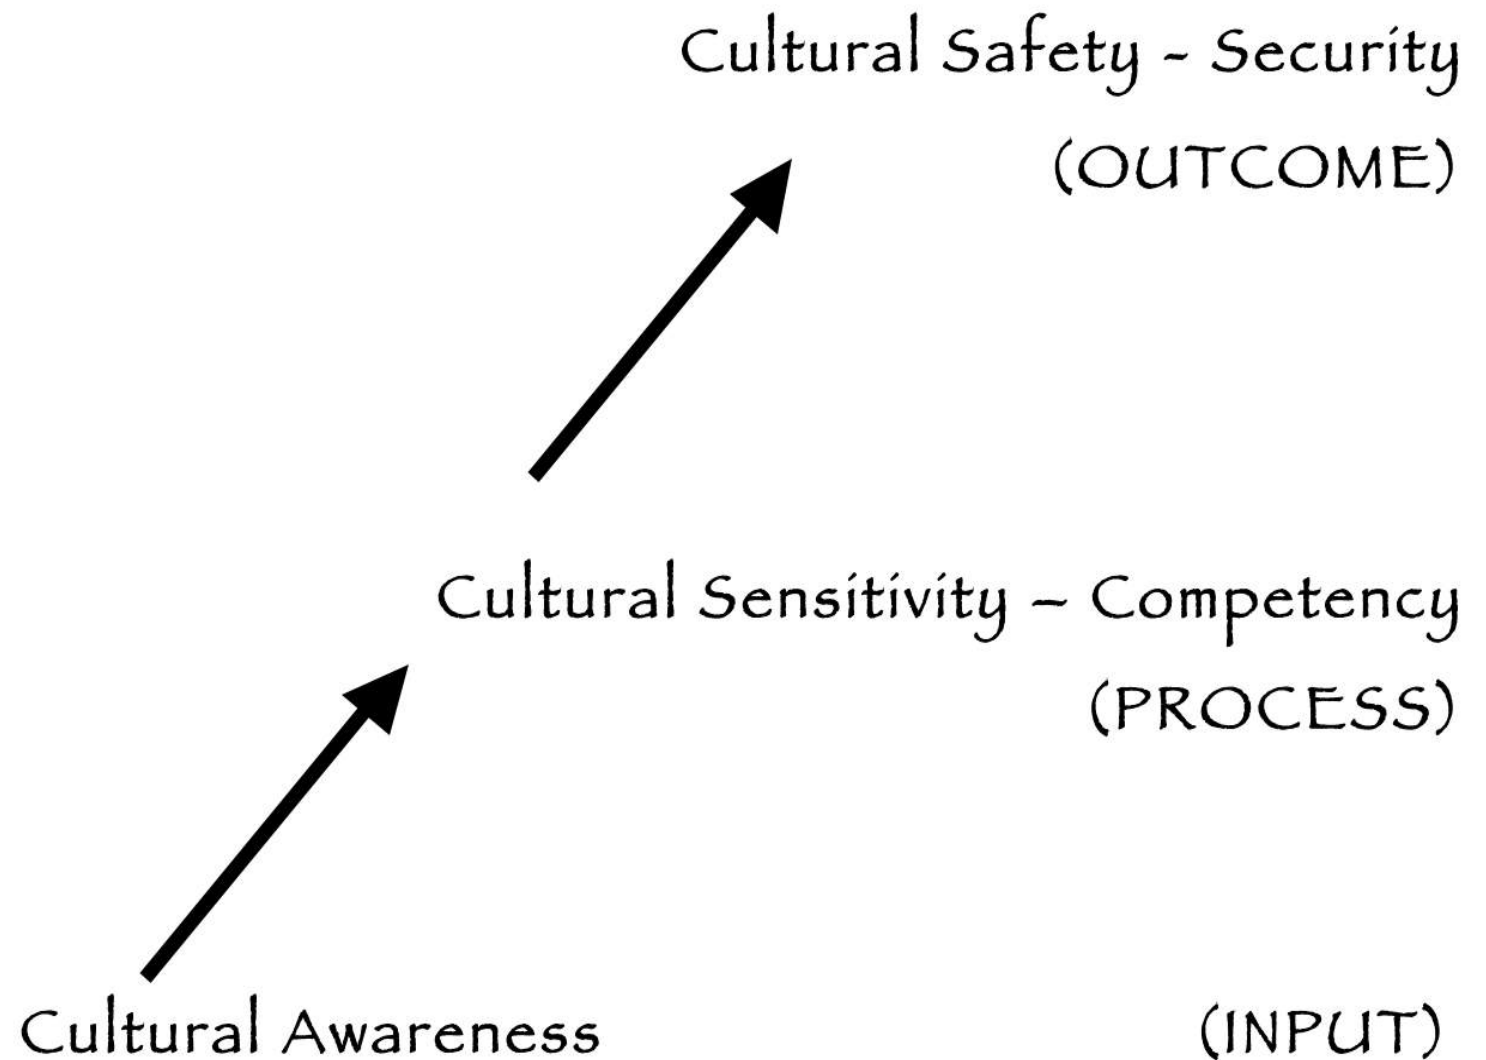 Cultural Safety - Security
(OUTCOME)
Cultural Sensitivity – Competency
(PROCESS)
Cultural Awareness (INPUT)